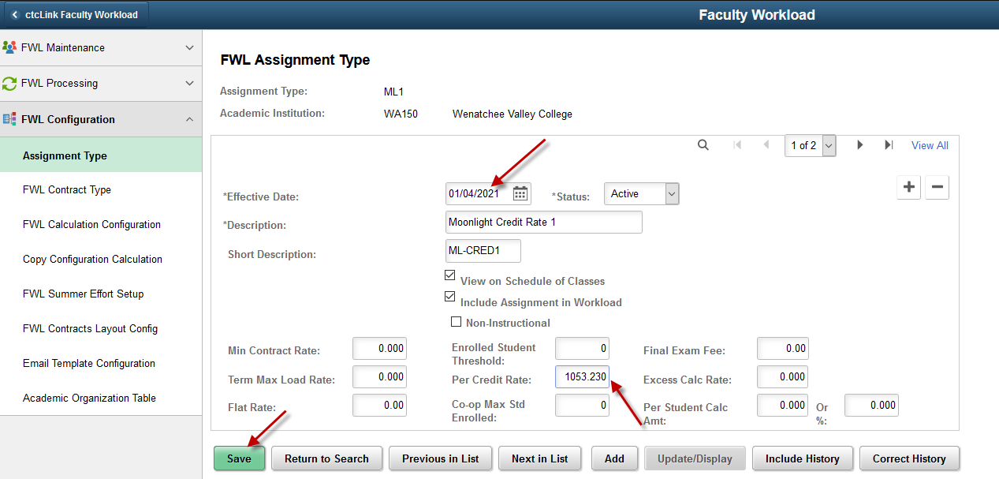 ctcLink Faculty Workload
Faculty Workload
FWL Maintenance
FWL Processing
FWL Configuration
Assignment Type
FWL Contract Type
FWL Calculation Configuration
Copy Configuration Calculation
FWL Summer Effort Setup
FWL Contracts Layout Config
Email Template Configuration
Academic Organization Table
FWL Assignment Type
Assignment Type: ML1
Academic Institution: WA150 Wenatchee Valley College
1 of 2 View All
*Effective Date: 01/04/2021 *Status: Active
*Description: Moonlight Credit Rate 1
Short Description: ML-CRED1
View on Schedule of Classes
Include Assignment in Workload
Non-Instructional
Min Contract Rate: 0.000 Enrolled Student Threshold: 0 Final Exam Fee: 0.00
Term Max Load Rate: 0.000 Per Credit Rate: 1053.230 Excess Calc Rate: 0.000
Flat Rate: 0.00 Co-op Max Std Enrolled: 0 Per Student Calc Amt: 0.000 Or %: 0.000
Save Return to Search Previous in List Next in List Add Update/Display Include History Correct History